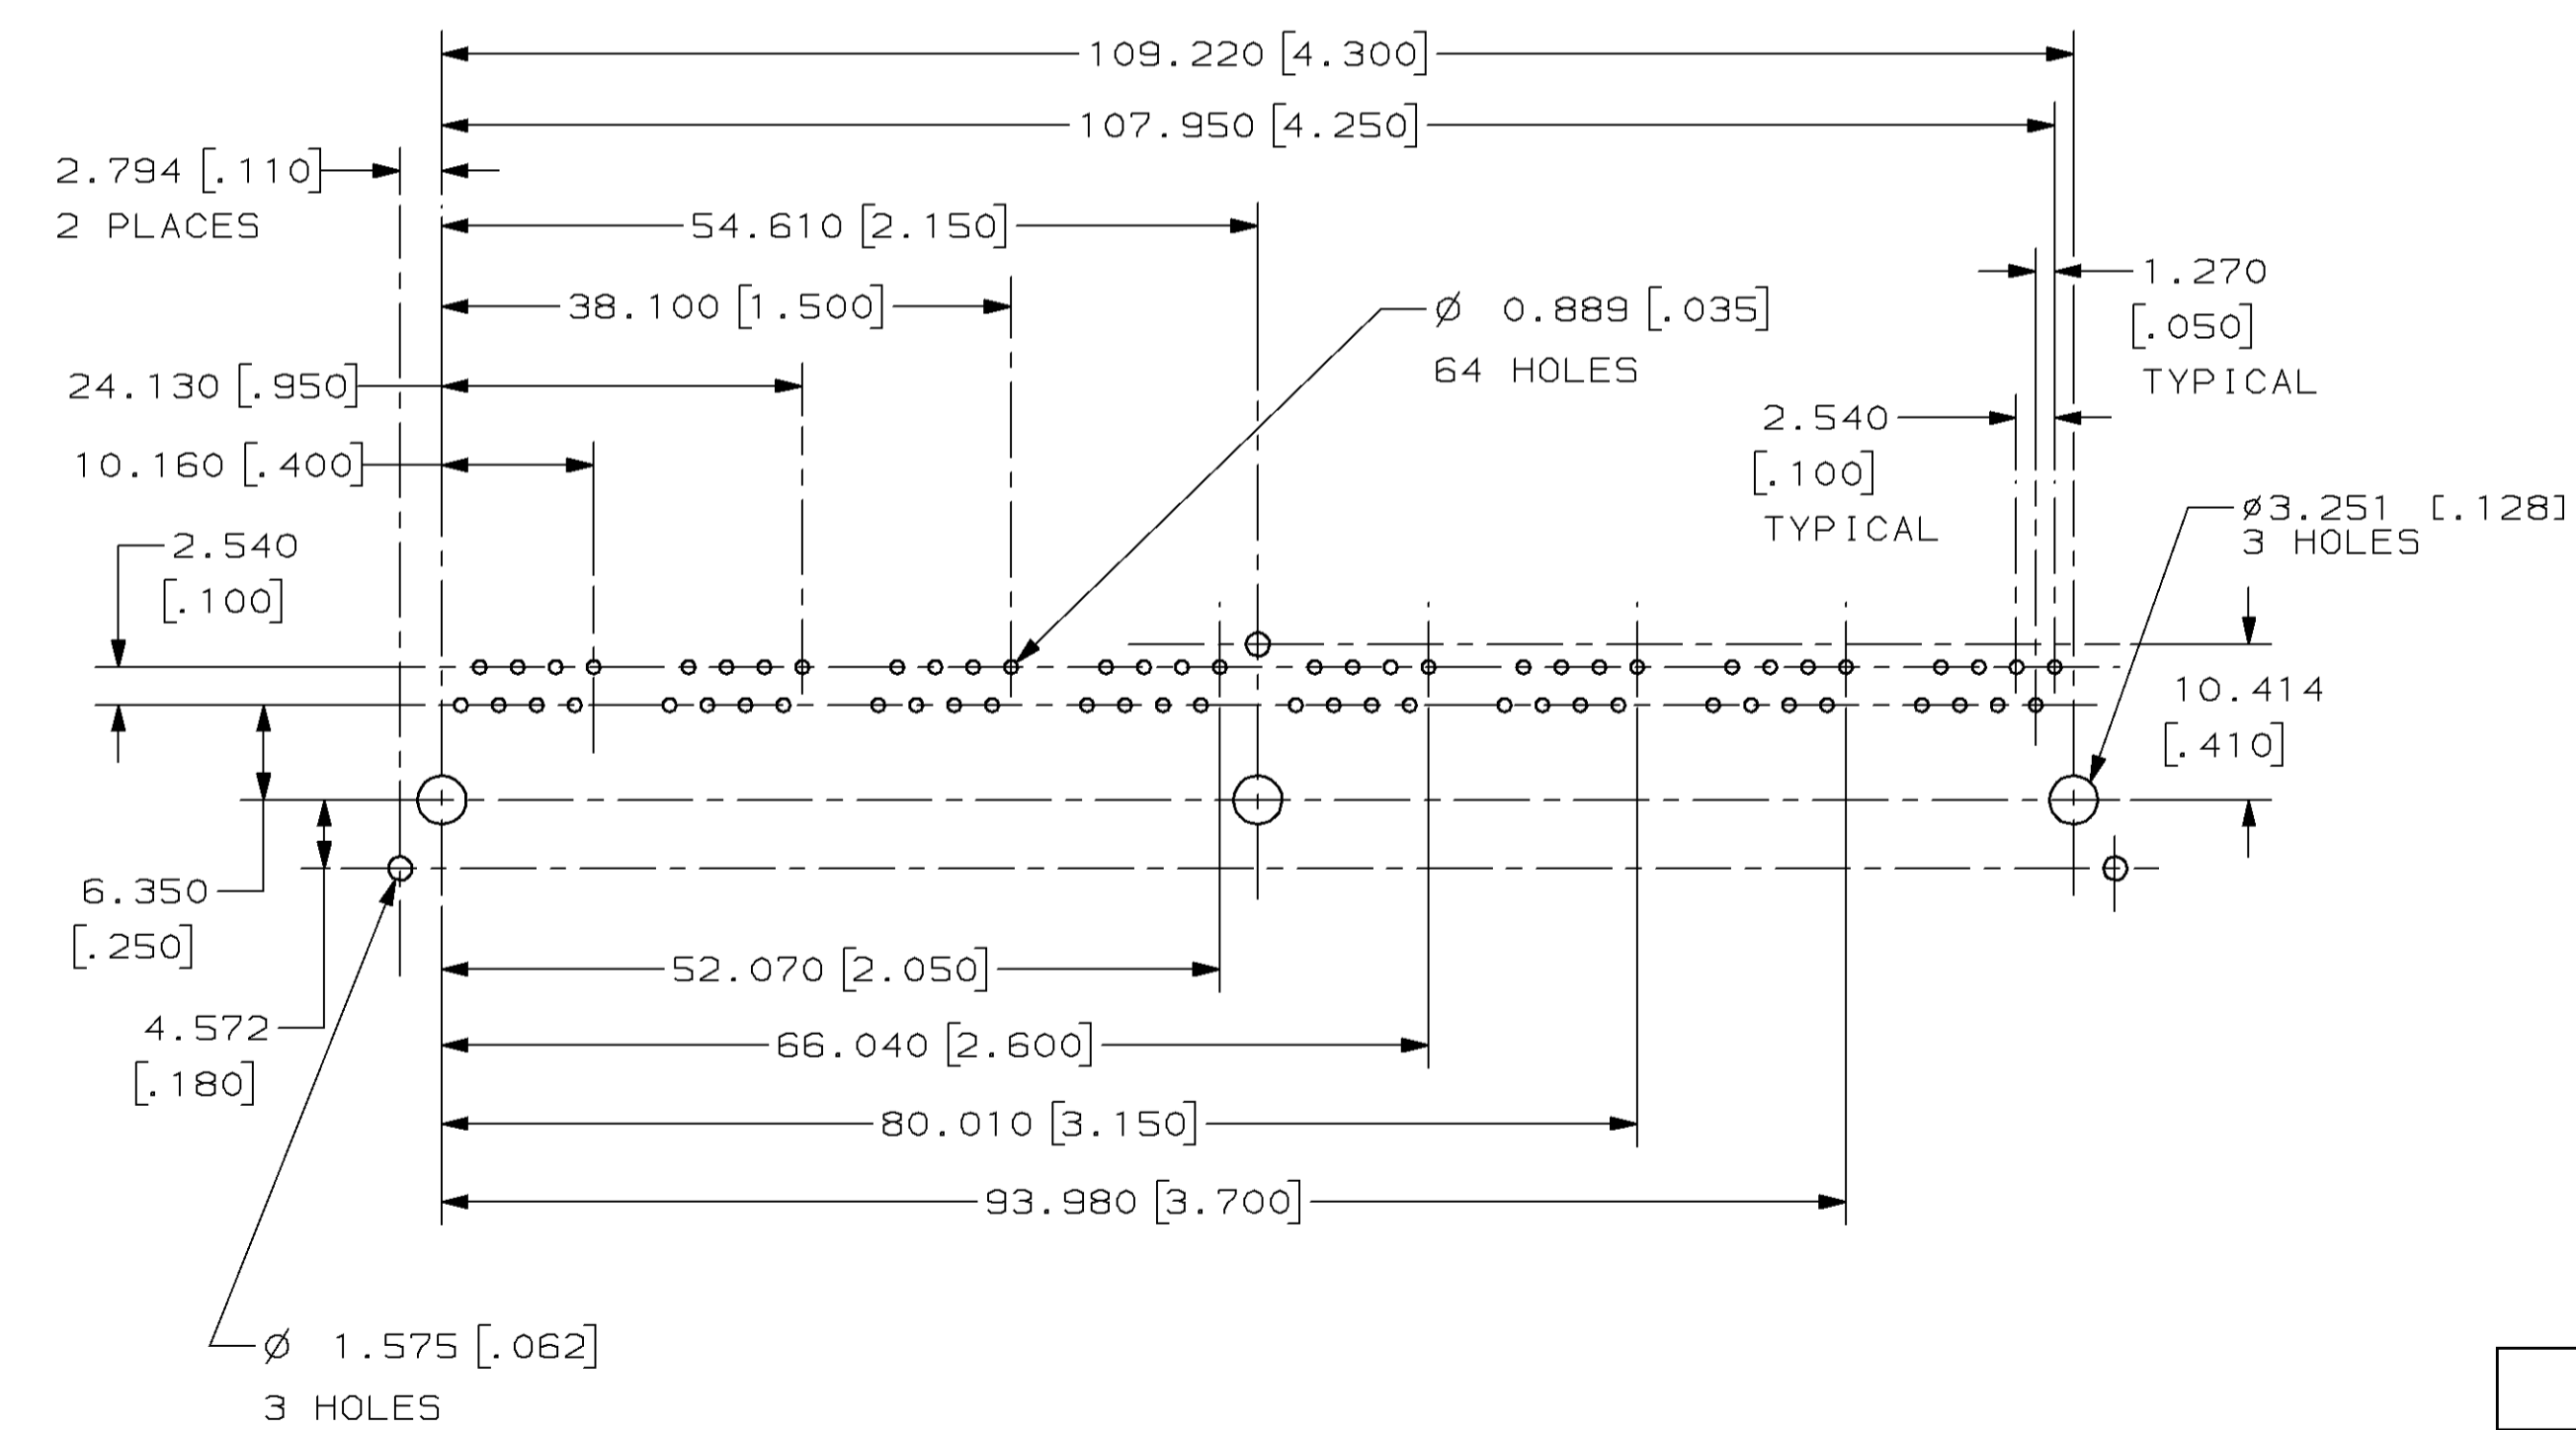 109.220 [4.300]
107.950 [4.250]
2.794 [.110]
2 PLACES
54.610 [2.150]
1.270
[.050]
TYPICAL
38.100 [1.500]
Ø 0.889 [.035]
64 HOLES
24.130 [.950]
2.540
[.100]
TYPICAL
10.160 [.400]
Ø3.251 [.128]
3 HOLES
2.540
[.100]
10.414
[.410]
6.350
[.250]
52.070 [2.050]
4.572
[.180]
66.040 [2.600]
80.010 [3.150]
93.980 [3.700]
Ø 1.575 [.062]
3 HOLES